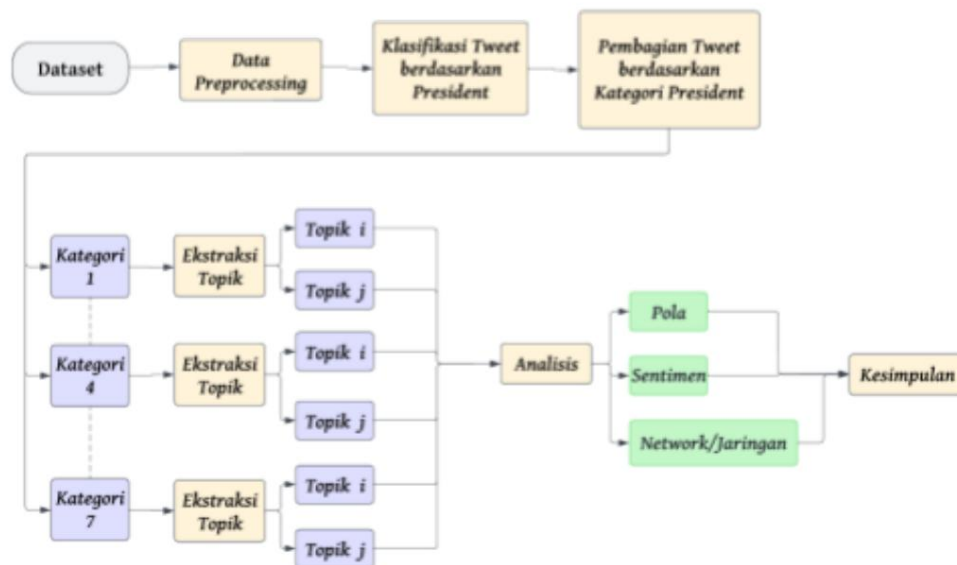 Dataset
Data
Preprocessing
Klasifikasi Tweet
berdasarkan
President
Pembagian Tweet
berdasarkan
Kategori President
Kategori
1
Ekstraksi
Topik
Topik i
Topik j
Kategori
4
Ekstraksi
Topik
Topik i
Topik j
Kategori
7
Ekstraksi
Topik
Topik i
Topik j
Analisis
Pola
Sentimen
Network/Jaringan
Kesimpulan